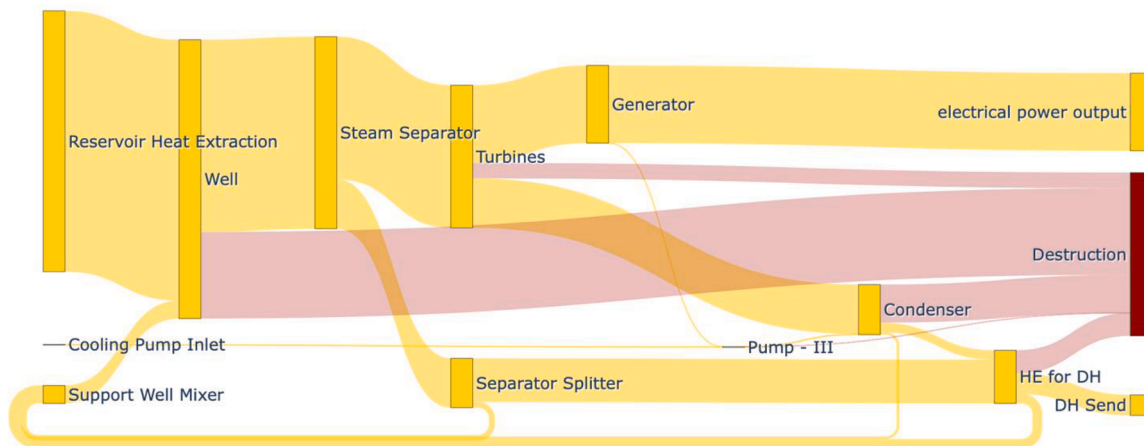 Reservoir Heat Extraction
Well
Steam Separator
Turbines
Generator
electrical power output
Destruction
Condenser
Cooling Pump Inlet
Pump - III
Support Well Mixer
Separator Splitter
HE for DH
DH Send